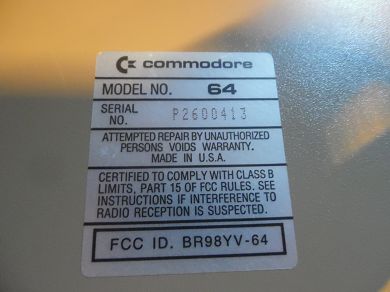 commodore
MODEL NO. 64
SERIAL NO. P2600413
ATTEMPTED REPAIR BY UNAUTHORIZED
PERSONS VOIDS WARRANTY.
MADE IN U.S.A.
CERTIFIED TO COMPLY WITH CLASS B
LIMITS, PART 15 OF FCC RULES. SEE
INSTRUCTIONS IF INTERFERENCE TO
RADIO RECEPTION IS SUSPECTED.
FCC ID. BR98YV-64